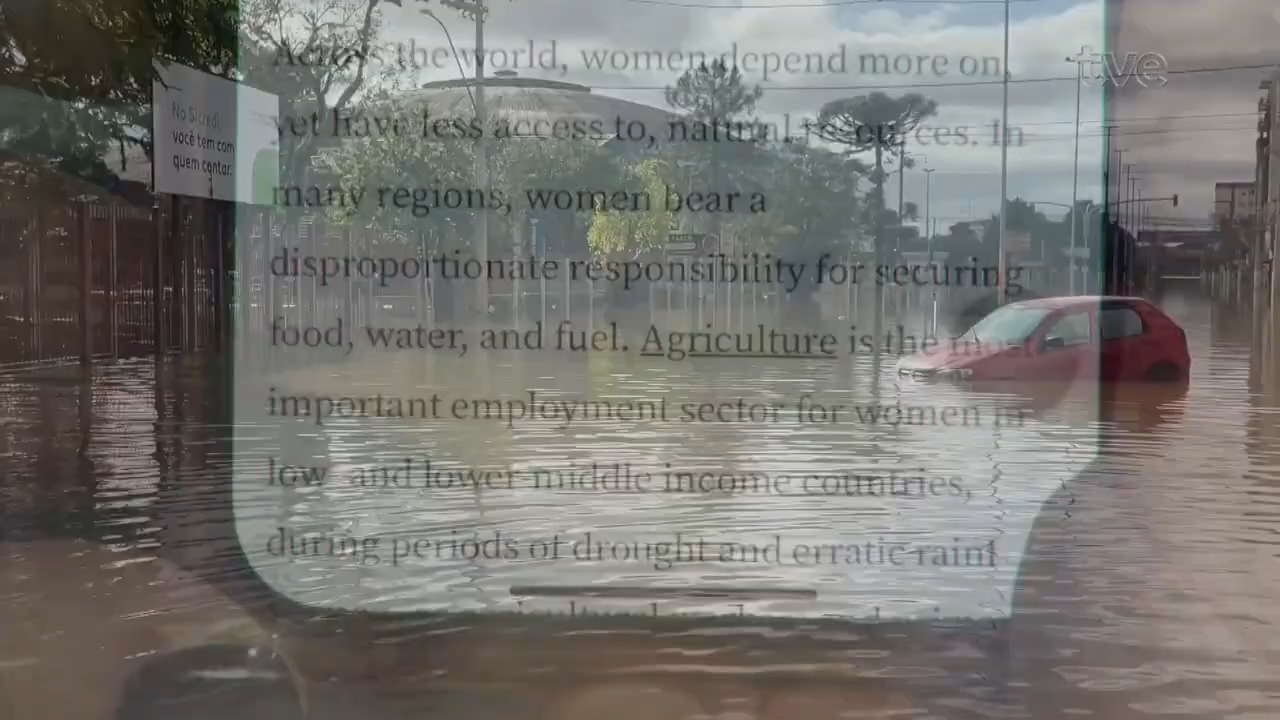 tve
No Sicredi
você tem com
quem contar.
Across the world, women depend more on,
yet have less access to, natural resources. In
many regions, women bear a
disproportionate responsibility for securing
food, water, and fuel. Agriculture is the most
important employment sector for women in
low- and lower-middle income countries,
during periods of drought and erratic rainf